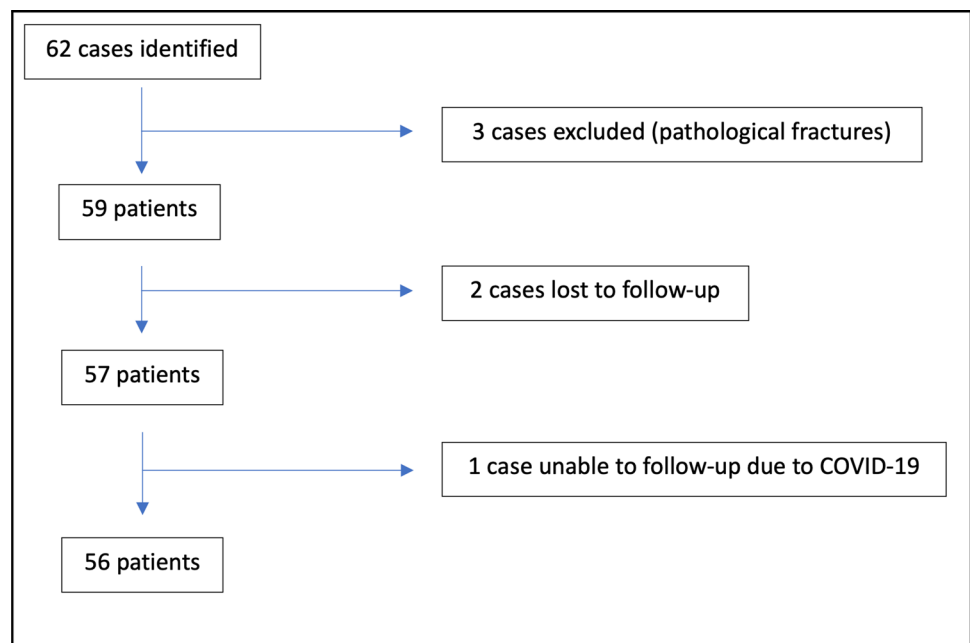 62 cases identified
3 cases excluded (pathological fractures)
59 patients
2 cases lost to follow-up
57 patients
1 case unable to follow-up due to COVID-19
56 patients